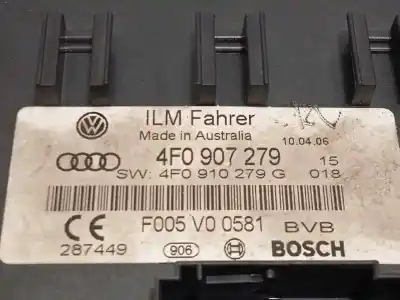 ILM Fahrer
Made in Australia
10.04.06
4F0 907 279 15
SW: 4F0 910 279 G 018
CE F005 V0 0581 BVB
287449 906 BOSCH